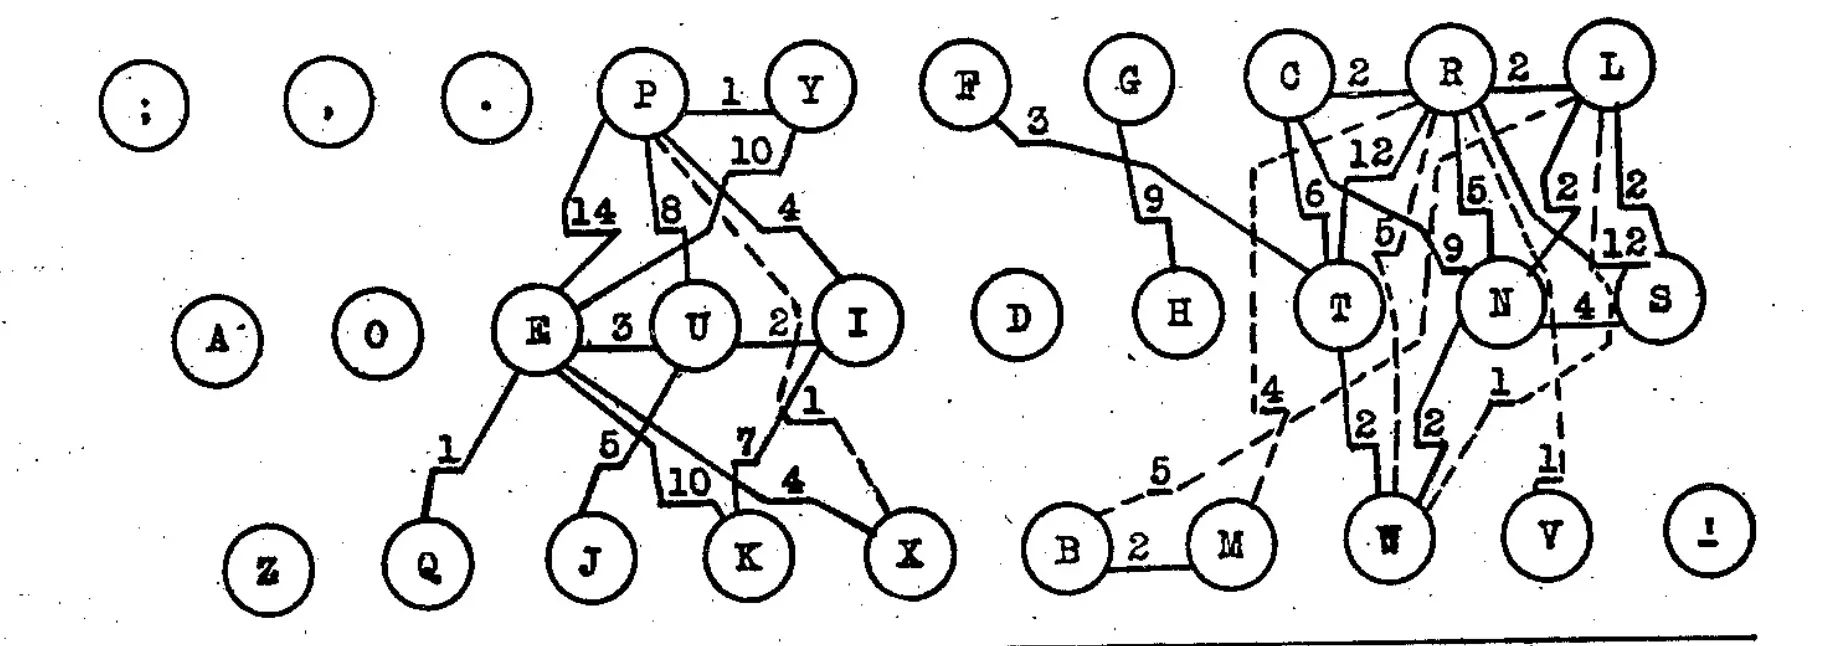 ; , . P 1 Y F G C 2 R 2 L
3
10 12
14 8 4 9 6 5 5 2 2
9 12
A O E 3 U 2 I D H T N 4 S
1 4 1
1 5 7 2 2
10 4 5 1
Z Q J K X B 2 M W V !